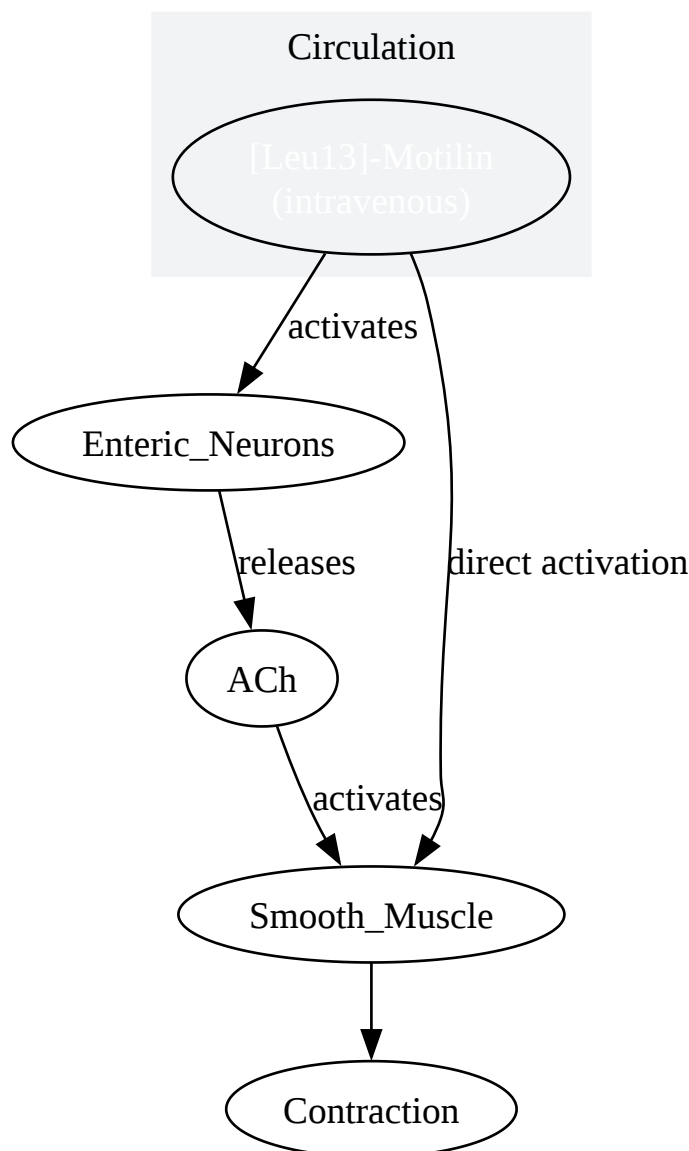 Circulation
[Leu13]-Motilin
(intravenous)
activates
Enteric_Neurons
releases
direct activation
ACh
activates
Smooth_Muscle
Contraction